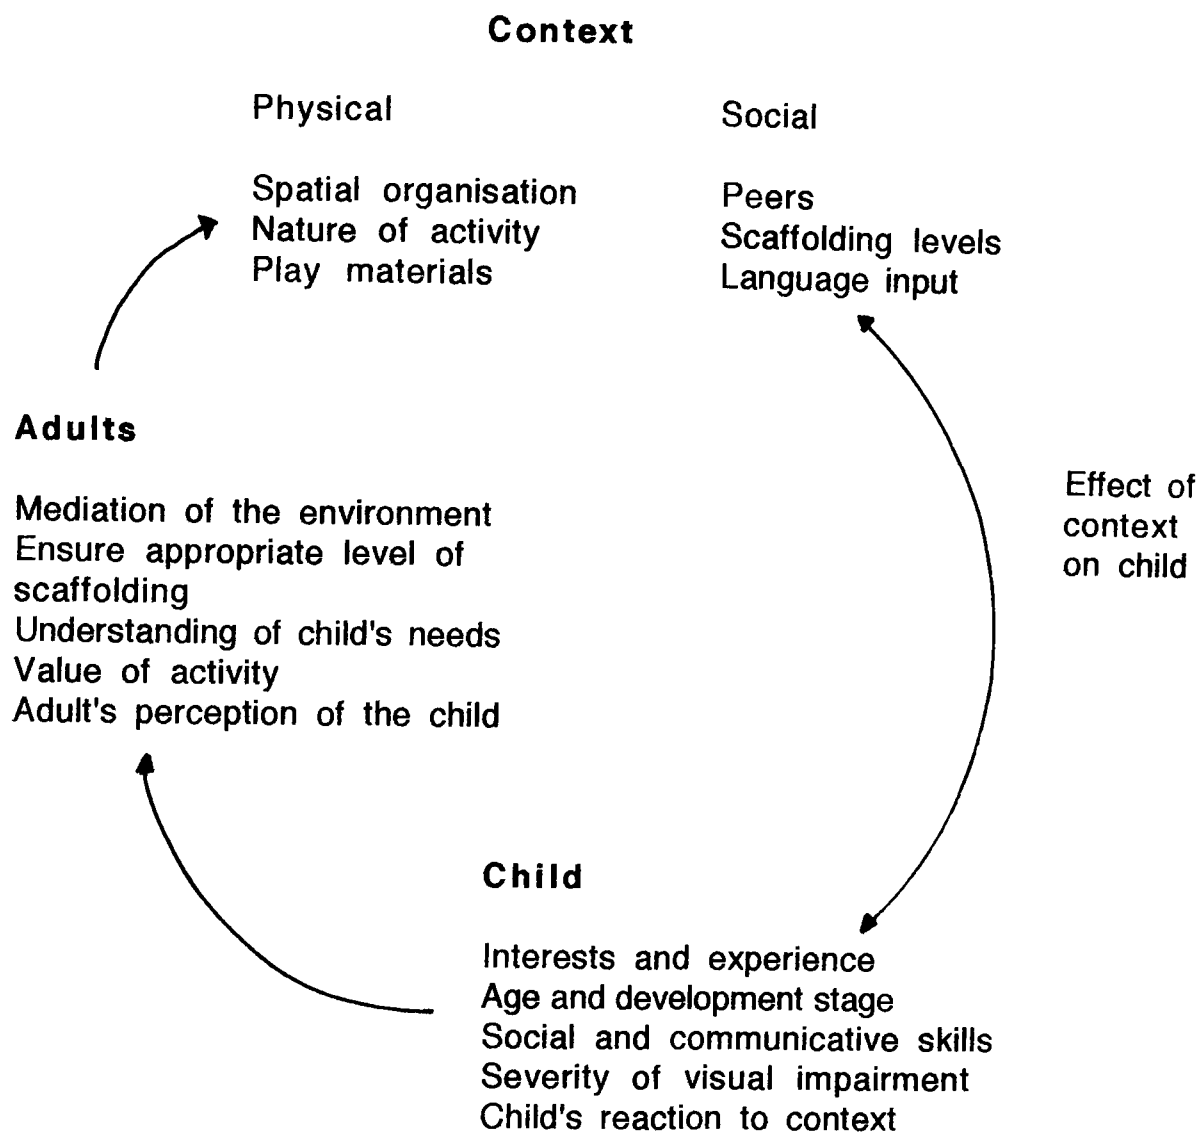 Context
Physical
Spatial organisation
Nature of activity
Play materials
Social
Peers
Scaffolding levels
Language input
Adults
Mediation of the environment
Ensure appropriate level of
scaffolding
Understanding of child's needs
Value of activity
Adult's perception of the child
Effect of
context
on child
Child
Interests and experience
Age and development stage
Social and communicative skills
Severity of visual impairment
Child's reaction to context